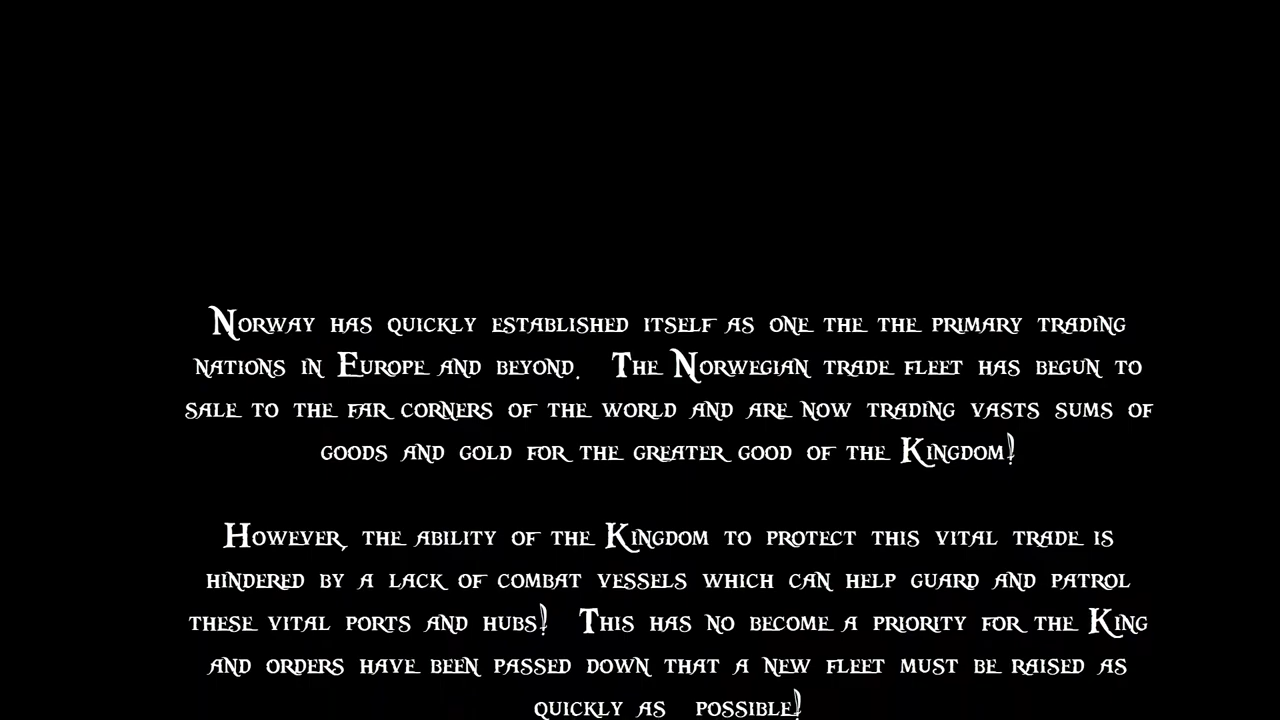 Norway has quickly established itself as one the the primary trading
nations in Europe and beyond. The Norwegian trade fleet has begun to
sale to the far corners of the world and are now trading vasts sums of
goods and gold for the greater good of the Kingdom!
However, the ability of the Kingdom to protect this vital trade is
hindered by a lack of combat vessels which can help guard and patrol
these vital ports and hubs! This has no become a priority for the King
and orders have been passed down that a new fleet must be raised as
quickly as possible!